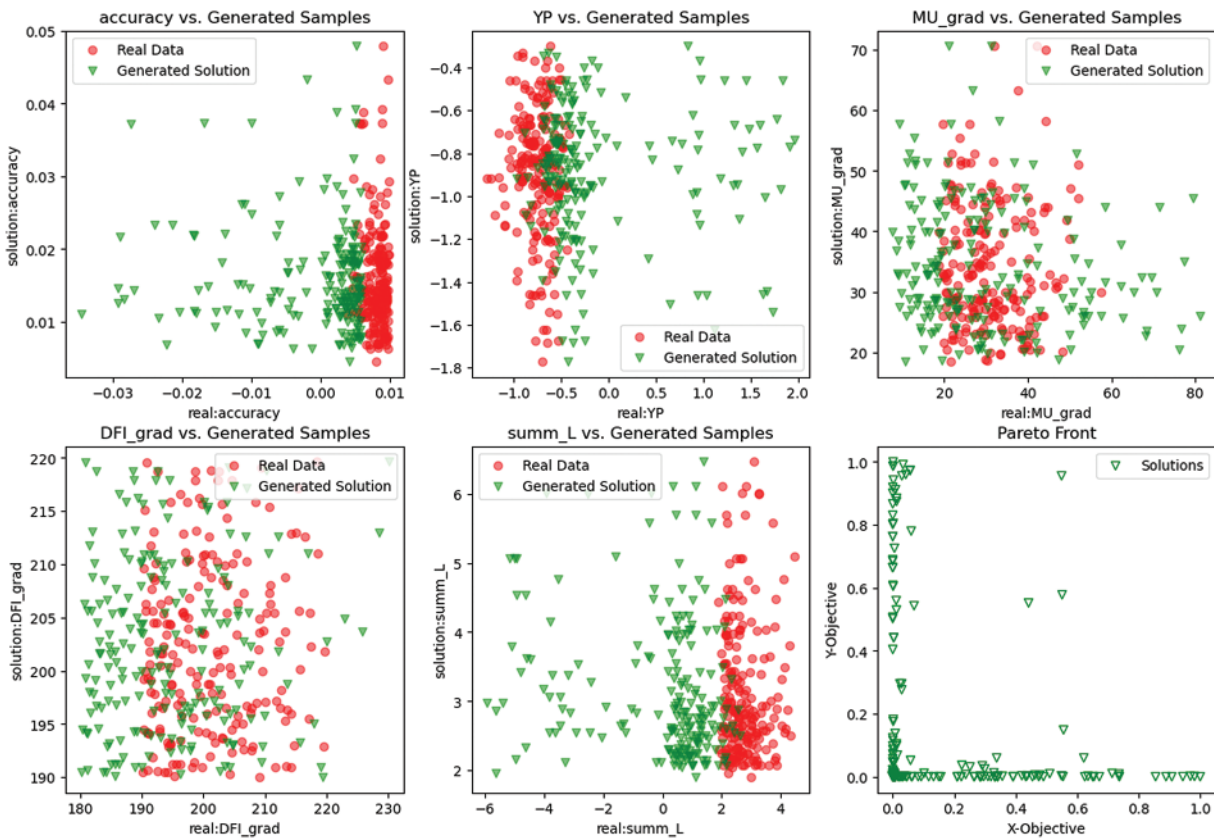 accuracy vs. Generated Samples
Real Data
Generated Solution
0.05
0.04
0.03
0.02
0.01
solution:accuracy
−0.03
−0.02
−0.01
0.00
0.01
real:accuracy
YP vs. Generated Samples
−0.4
−0.6
−0.8
−1.0
−1.2
−1.4
−1.6
−1.8
solution:YP
Real Data
Generated Solution
−1.0
−0.5
0.0
0.5
1.0
1.5
2.0
real:YP
MU_grad vs. Generated Samples
Real Data
Generated Solution
70
60
50
40
30
20
solution:MU_grad
20
40
60
80
real:MU_grad
DFI_grad vs. Generated Samples
Real Data
Generated Solution
220
215
210
205
200
195
190
solution:DFI_grad
180
190
200
210
220
230
real:DFI_grad
summ_L vs. Generated Samples
Real Data
Generated Solution
6
5
4
3
2
solution:summ_L
−6
−4
−2
0
2
4
real:summ_L
Pareto Front
Solutions
1.0
0.8
0.6
0.4
0.2
0.0
Y-Objective
0.0
0.2
0.4
0.6
0.8
1.0
X-Objective